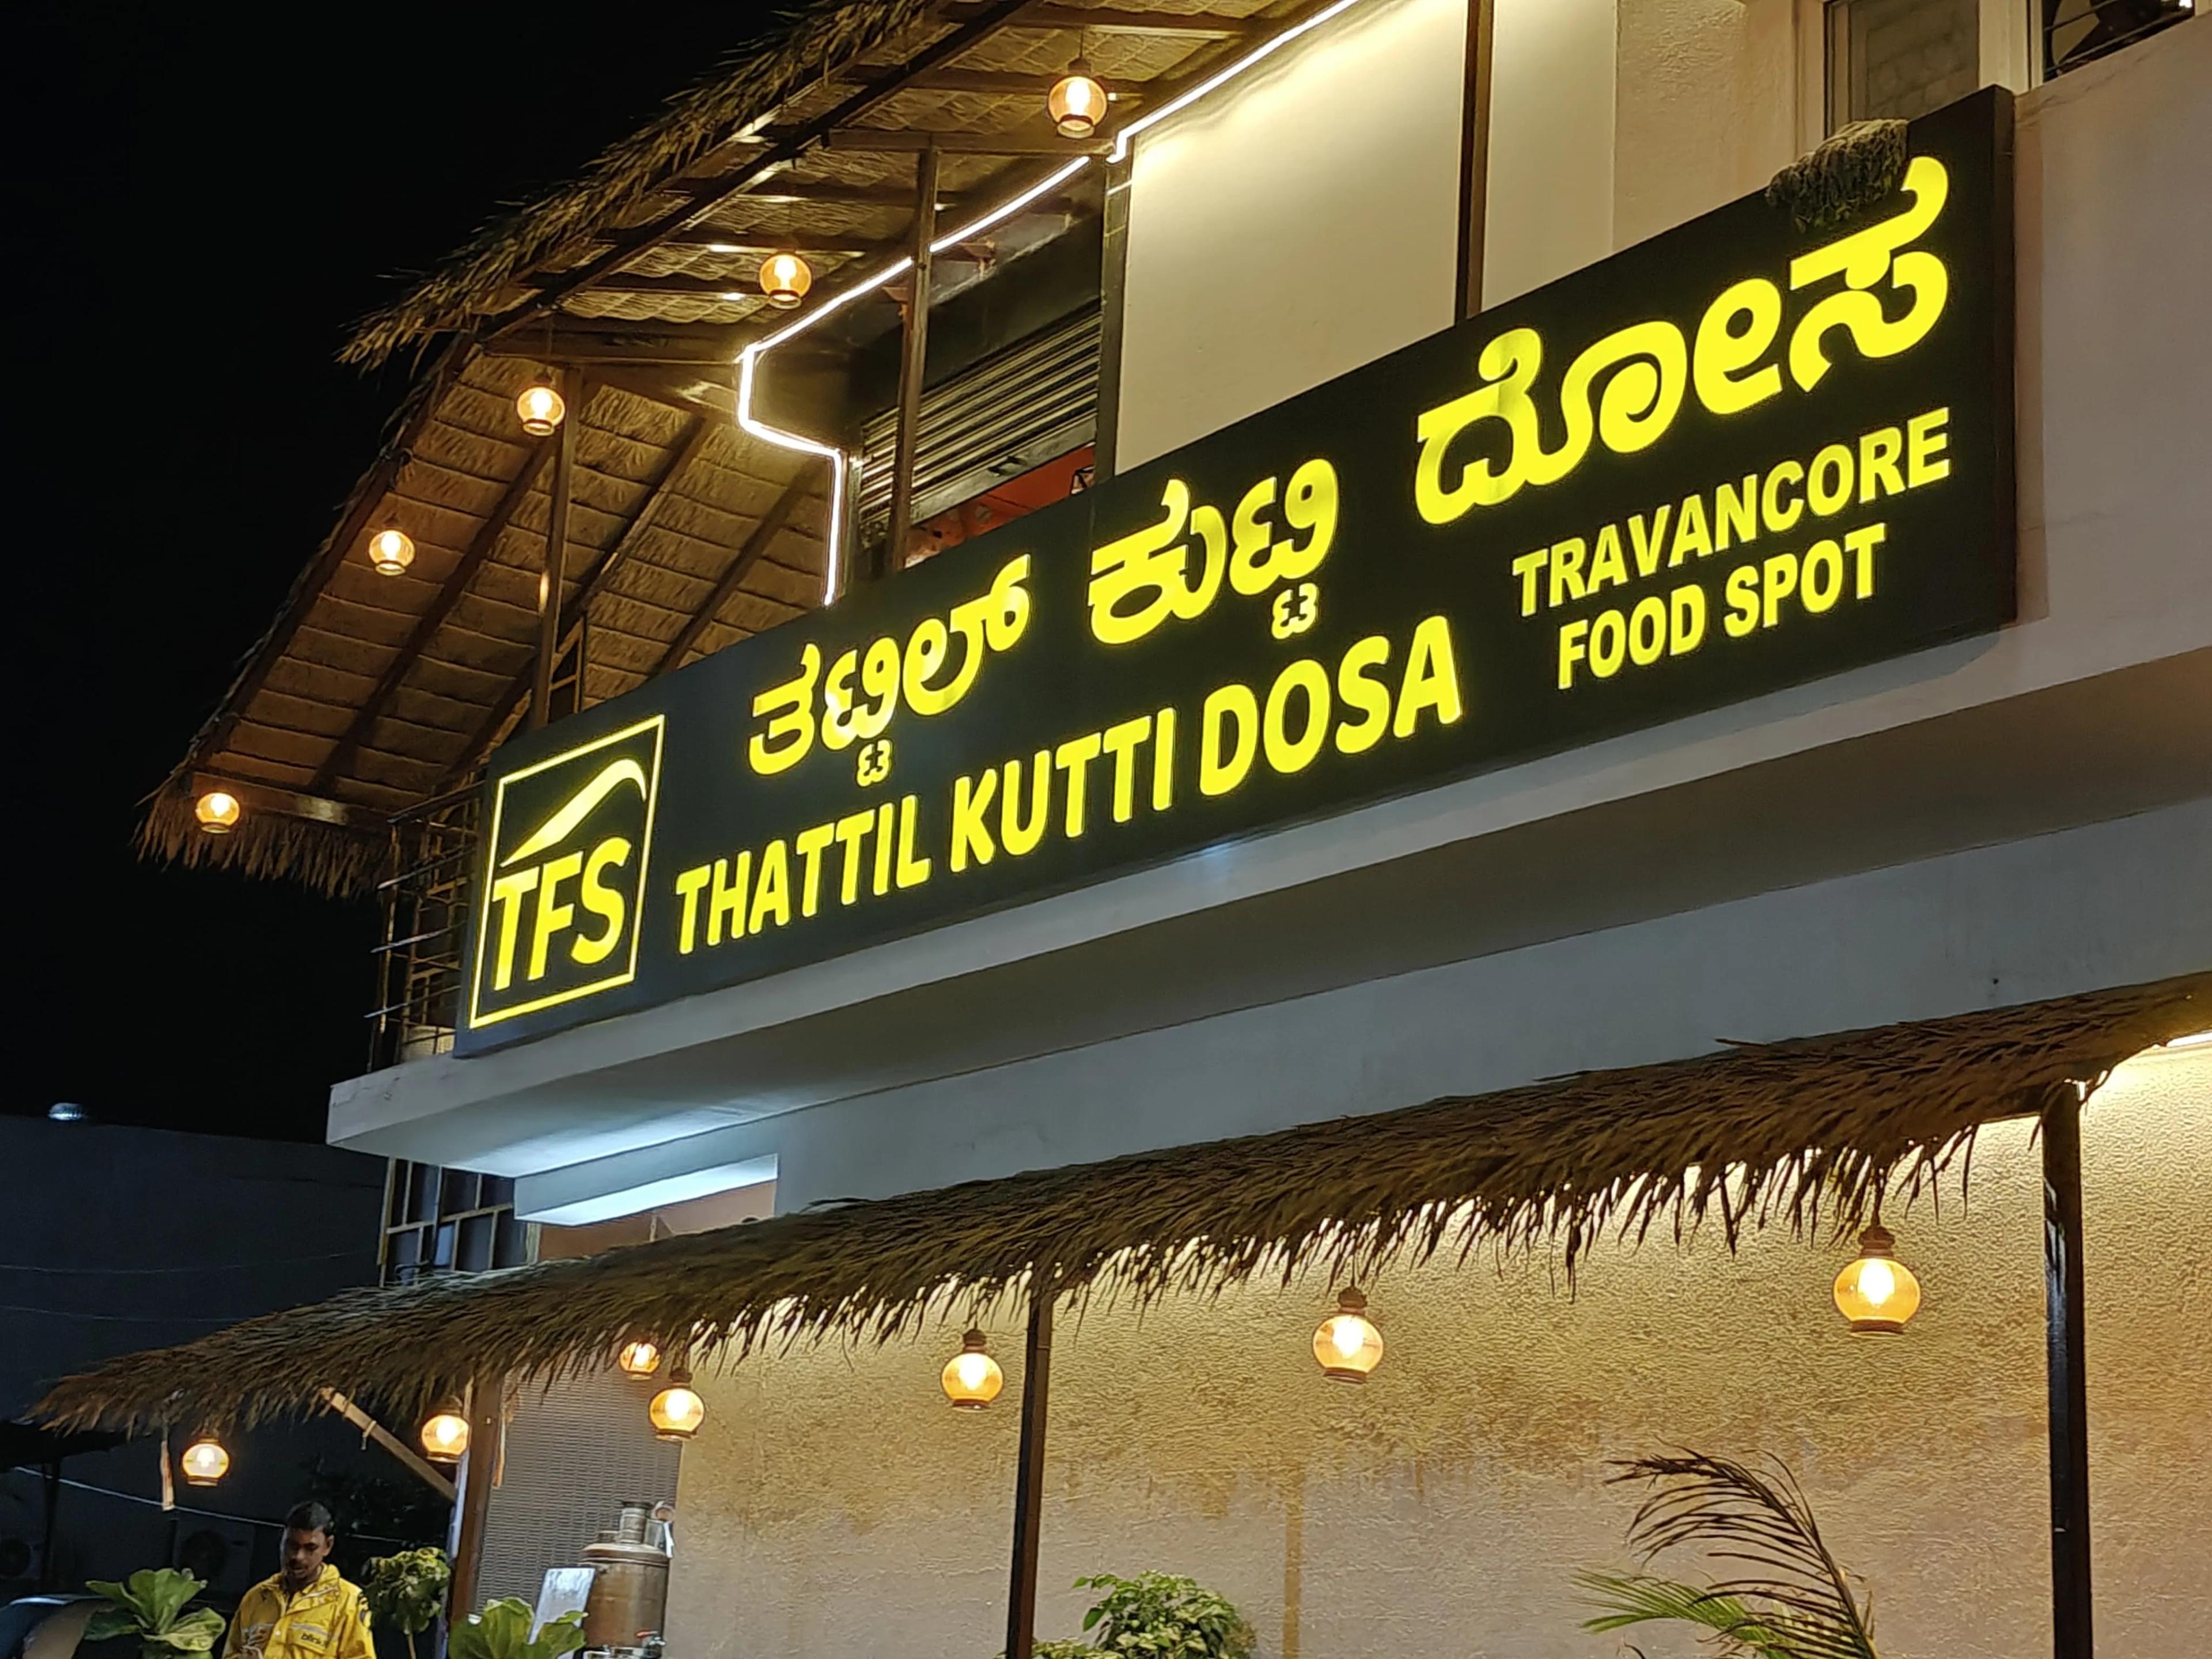 ತಟ್ಟಿಲ್ ಕುಟ್ಟಿ ದೋಸ
TFS
THATTIL KUTTI DOSA
TRAVANCORE
FOOD SPOT